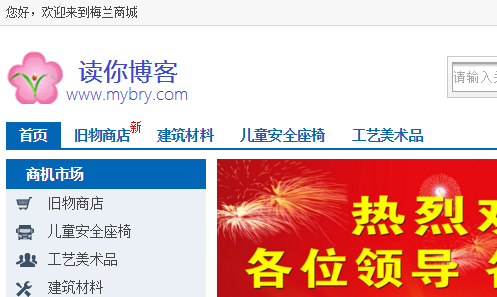 您好，欢迎来到梅兰商城
读你博客
www.mybry.com
请输入
首页 旧物商店 新 建筑材料 儿童安全座椅 工艺美术品
商机市场
旧物商店
儿童安全座椅
工艺美术品
建筑材料
热烈
各位领导